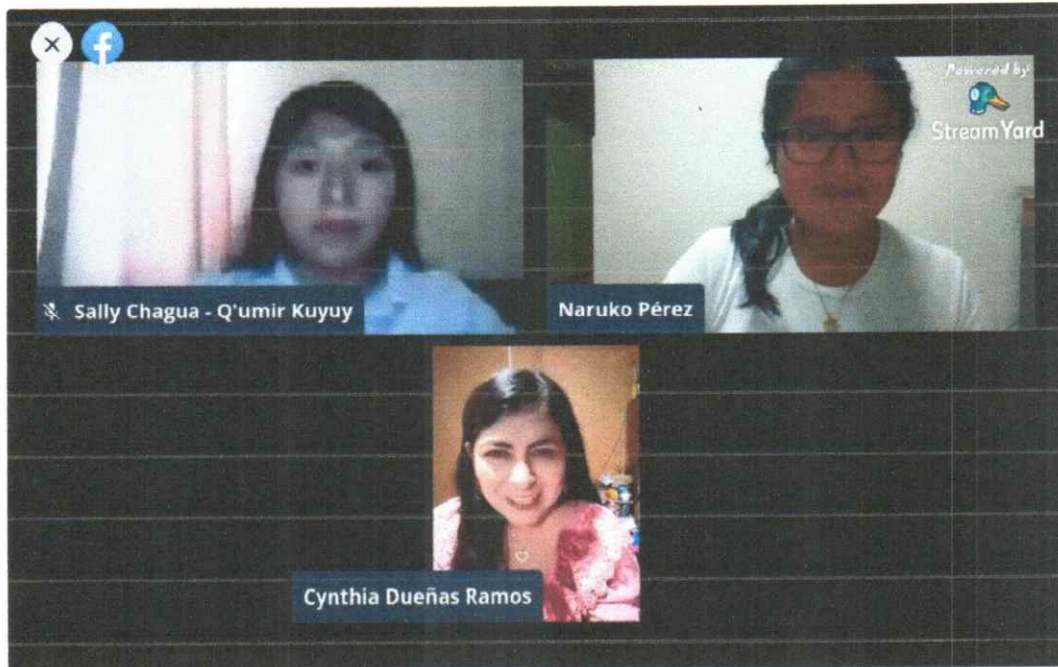 Powered by
StreamYard
Sally Chagua - Q'umir Kuyuy
Naruko Pérez
Cynthia Dueñas Ramos